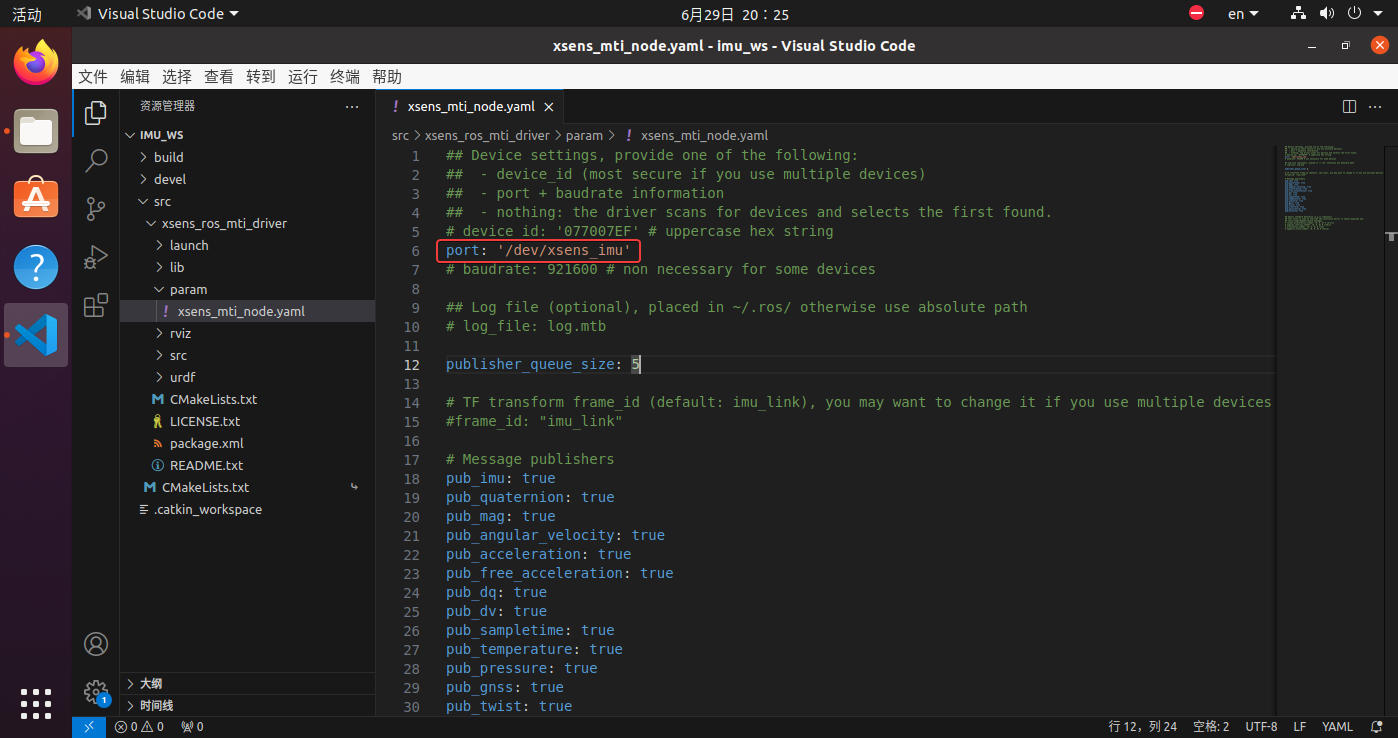 活动
Visual Studio Code
6月29日 20：25
en
xsens_mti_node.yaml - imu_ws - Visual Studio Code
文件 编辑 选择 查看 转到 运行 终端 帮助
资源管理器
IMU_WS
build
devel
src
xsens_ros_mti_driver
launch
lib
param
xsens_mti_node.yaml
rviz
src
urdf
CMakeLists.txt
LICENSE.txt
package.xml
README.txt
CMakeLists.txt
.catkin_workspace
大纲
时间线
xsens_mti_node.yaml
src > xsens_ros_mti_driver > param > ! xsens_mti_node.yaml
1 ## Device settings, provide one of the following:
2 ##  - device_id (most secure if you use multiple devices)
3 ##  - port + baudrate information
4 ##  - nothing: the driver scans for devices and selects the first found.
5 # device_id: '077007EF' # uppercase hex string
6 port: '/dev/xsens_imu'
7 # baudrate: 921600 # non necessary for some devices
8
9 ## Log file (optional), placed in ~/.ros/ otherwise use absolute path
10 # log_file: log.mtb
11
12 publisher_queue_size: 5
13
14 # TF transform frame_id (default: imu_link), you may want to change it if you use multiple devices
15 #frame_id: "imu_link"
16
17 # Message publishers
18 pub_imu: true
19 pub_quaternion: true
20 pub_mag: true
21 pub_angular_velocity: true
22 pub_acceleration: true
23 pub_free_acceleration: true
24 pub_dq: true
25 pub_dv: true
26 pub_sampletime: true
27 pub_temperature: true
28 pub_pressure: true
29 pub_gnss: true
30 pub_twist: true
1
0 0 0
行 12，列 24 空格: 2 UTF-8 LF YAML